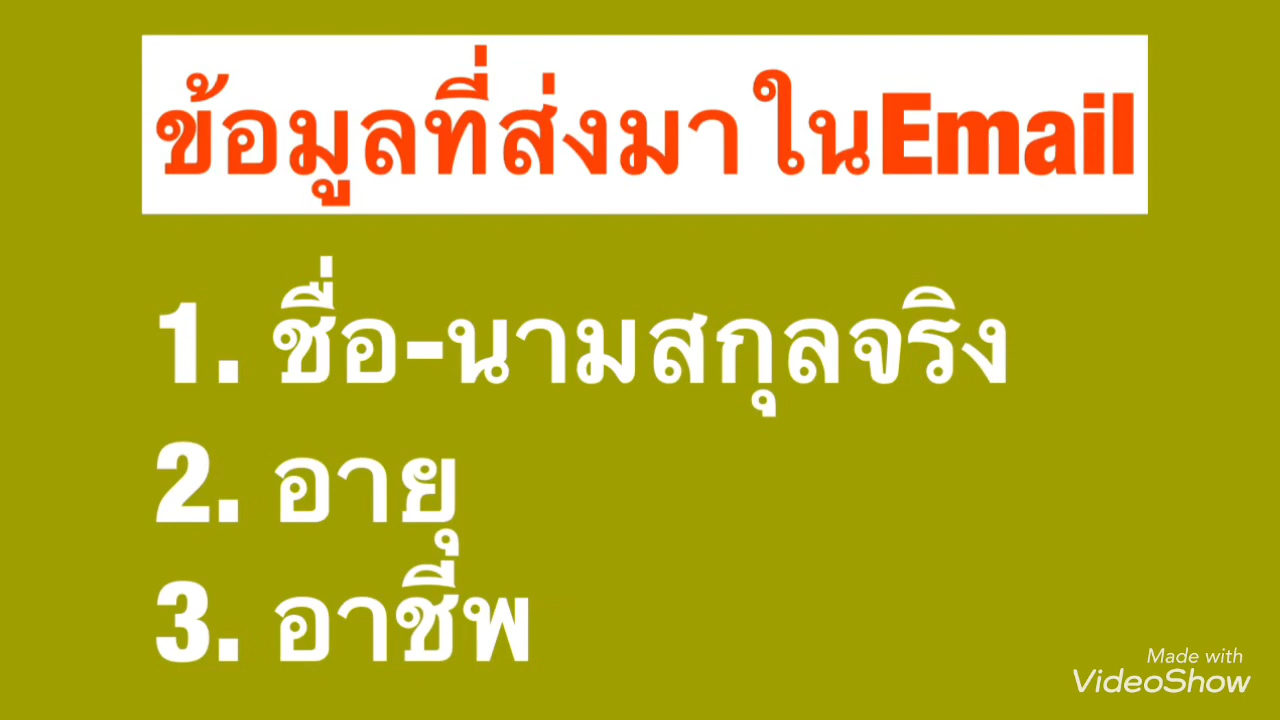 ข้อมูลที่ส่งมาในEmail
1. ชื่อ-นามสกุลจริง
2. อายุ
3. อาชีพ
Made with
VideoShow